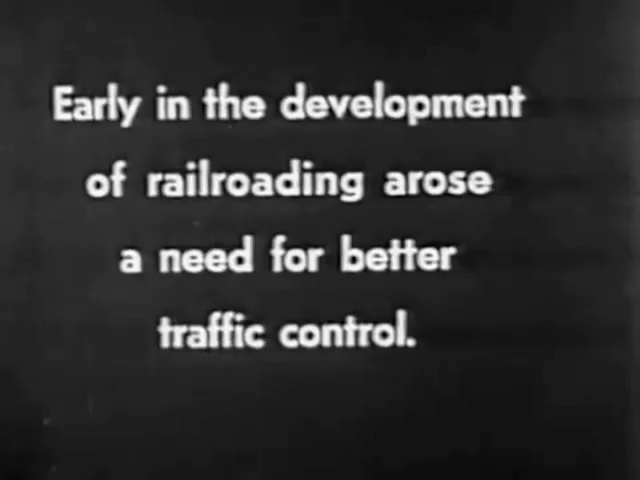 Early in the development
of railroading arose
a need for better
traffic control.